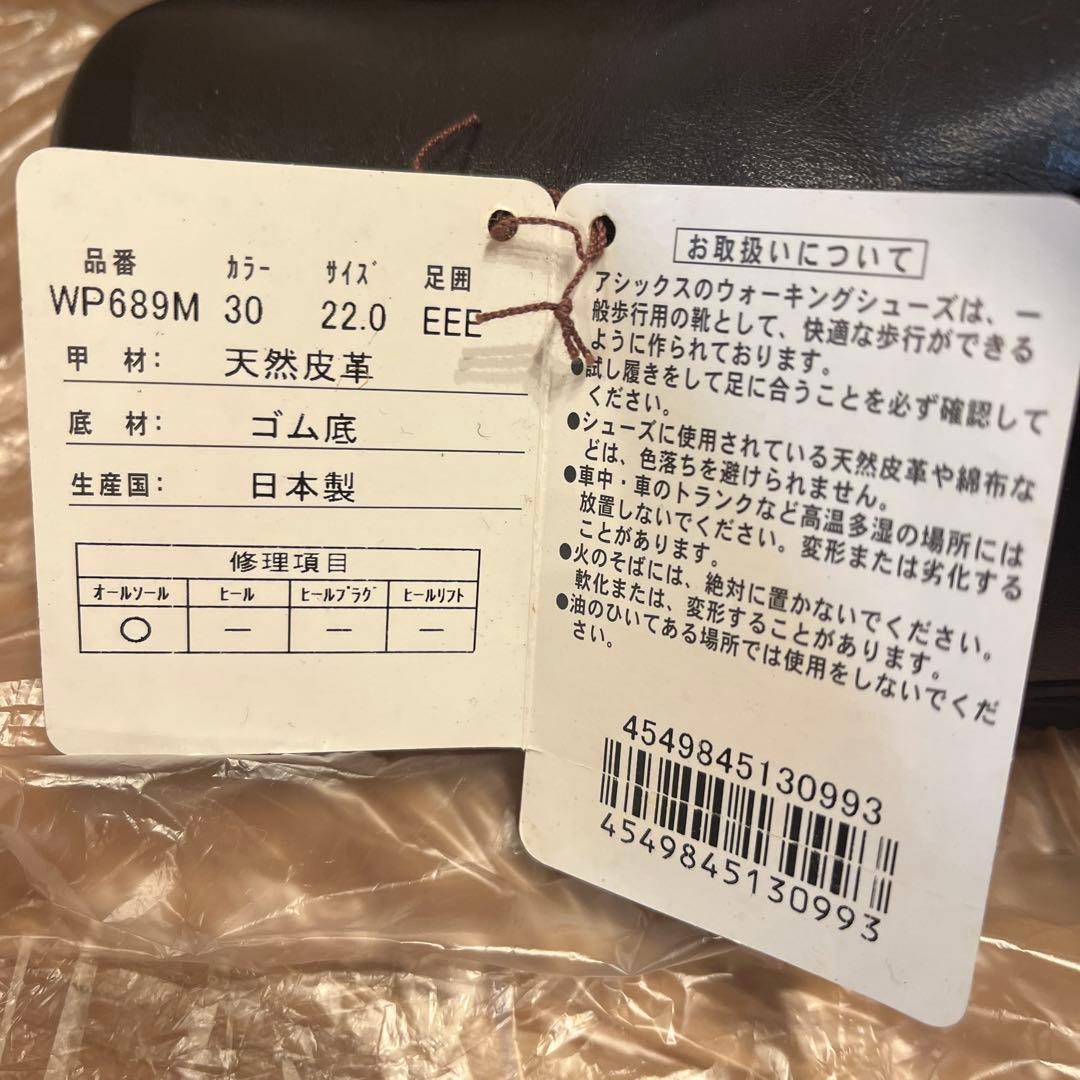 品番 カラー サイズ 足囲
WP689M 30 22.0 EEE
甲 材: 天然皮革
底 材: ゴム底
生産国: 日本製
修理項目
オールソール ヒール ヒールプラグ ヒールリフト
○ — — —
お取扱いについて
アシックスのウォーキングシューズは、一
般歩行用の靴として、快適な歩行ができる
ように作られております。
●試し履きをして足に合うことを必ず確認して
ください。
●シューズに使用されている天然皮革や綿布な
どは、色落ちを避けられません。
●車中・車のトランクなど高温多湿の場所には
放置しないでください。変形または劣化する
ことがあります。
●火のそばには、絶対に置かないでください。
軟化または、変形することがあります。
●油のひいてある場所では使用をしないでくだ
さい。
4549845130993
4549845130993